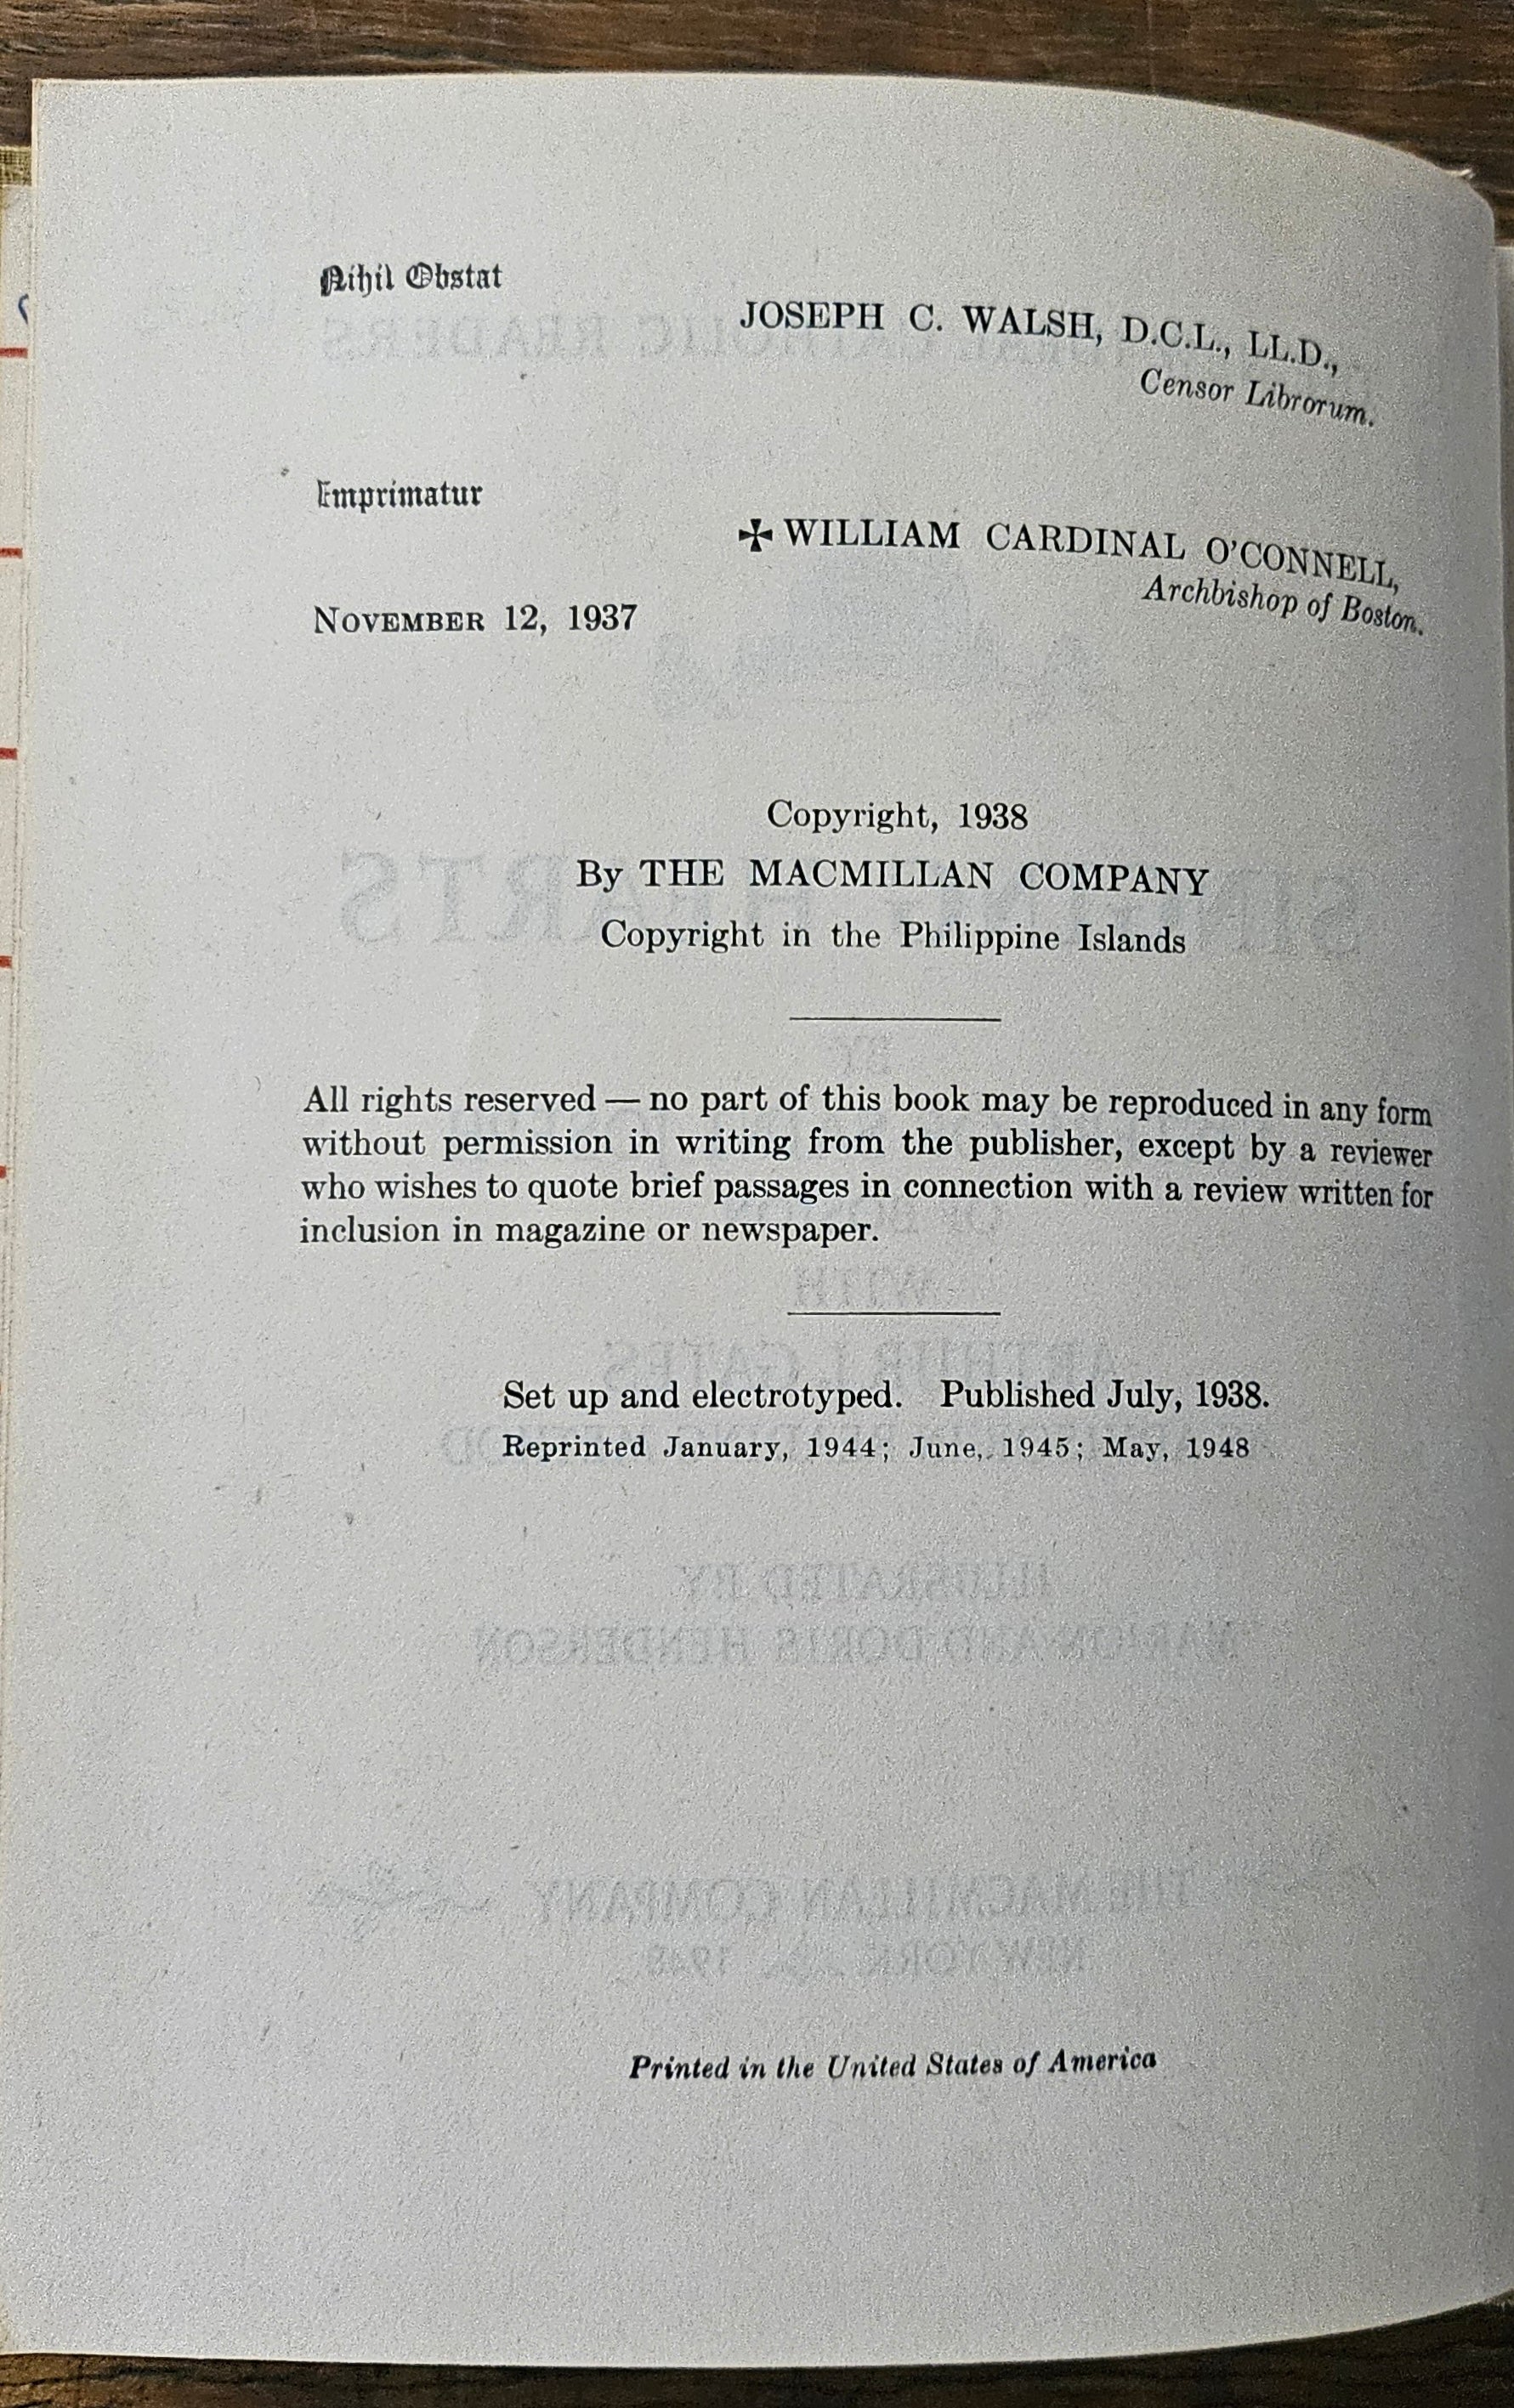 Nihil Obstat
JOSEPH C. WALSH, D.C.L., LL.D.,
Censor Librorum.
Imprimatur
✠ WILLIAM CARDINAL O'CONNELL,
Archbishop of Boston.
NOVEMBER 12, 1937
Copyright, 1938
By THE MACMILLAN COMPANY
Copyright in the Philippine Islands
All rights reserved — no part of this book may be reproduced in any form
without permission in writing from the publisher, except by a reviewer
who wishes to quote brief passages in connection with a review written for
inclusion in magazine or newspaper.
Set up and electrotyped. Published July, 1938.
Reprinted January, 1944; June, 1945; May, 1948
Printed in the United States of America